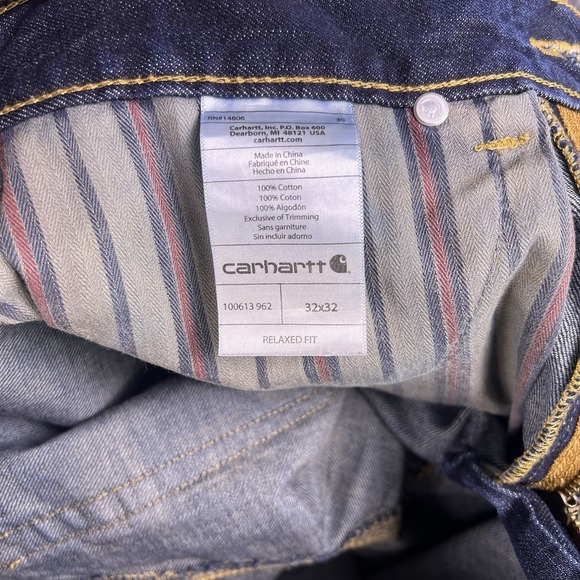 RN#14806 30
Carhartt, Inc. P.O. Box 600
Dearborn, MI 48121 USA
carhartt.com
Made in China
Fabriqué en Chine
Hecho en China
100% Cotton
100% Coton
100% Algodón
Exclusive of Trimming
Sans garniture
Sin incluir adorno
carhartt
100613 962 32x32
RELAXED FIT